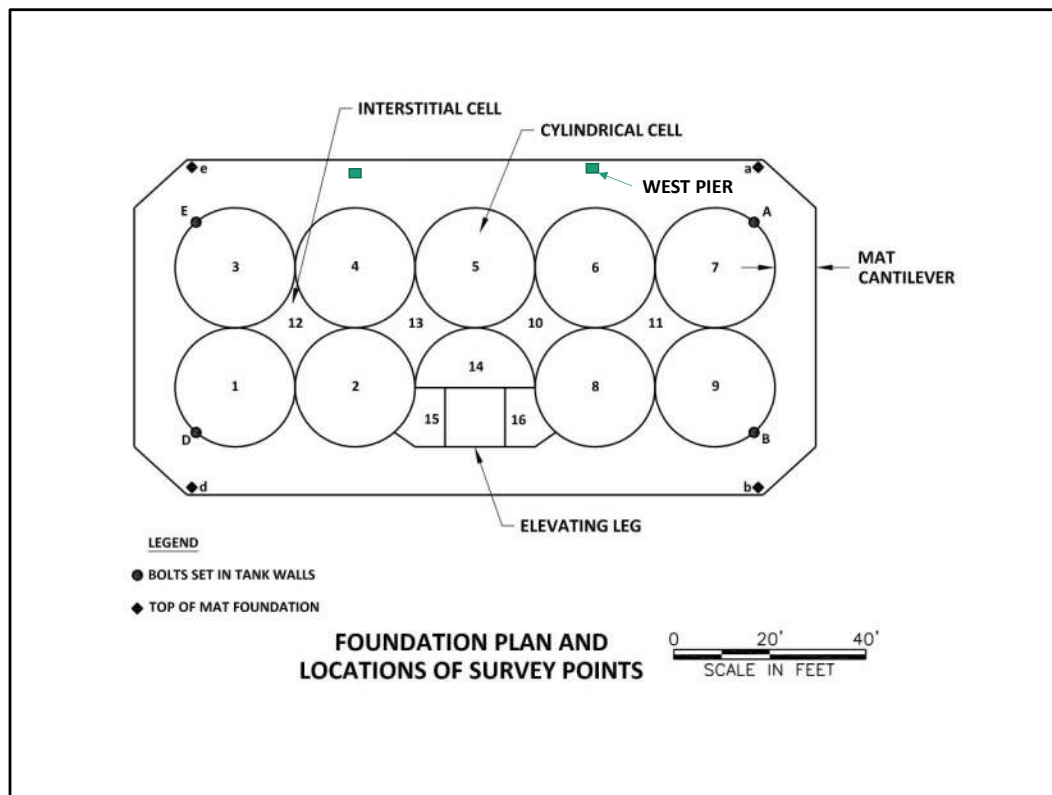 INTERSTITIAL CELL
CYLINDRICAL CELL
e
a
WEST PIER
E
A
3
4
5
6
7
MAT
CANTILEVER
12
13
10
11
14
1
2
8
9
15
16
D
B
d
b
ELEVATING LEG
LEGEND
BOLTS SET IN TANK WALLS
TOP OF MAT FOUNDATION
FOUNDATION PLAN AND
LOCATIONS OF SURVEY POINTS
0 20' 40'
SCALE IN FEET